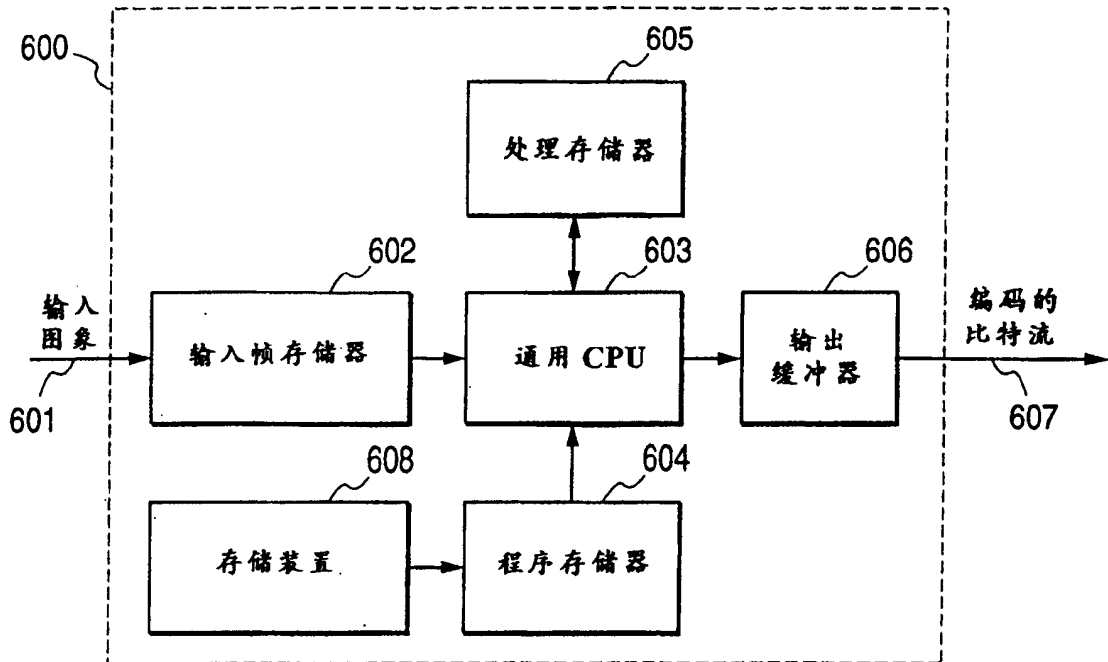 600
605
处理存储器
602
603
606
输入
图象
输入帧存储器
通用 CPU
输出
缓冲器
编码的
比特流
601
607
608
604
存储装置
程序存储器